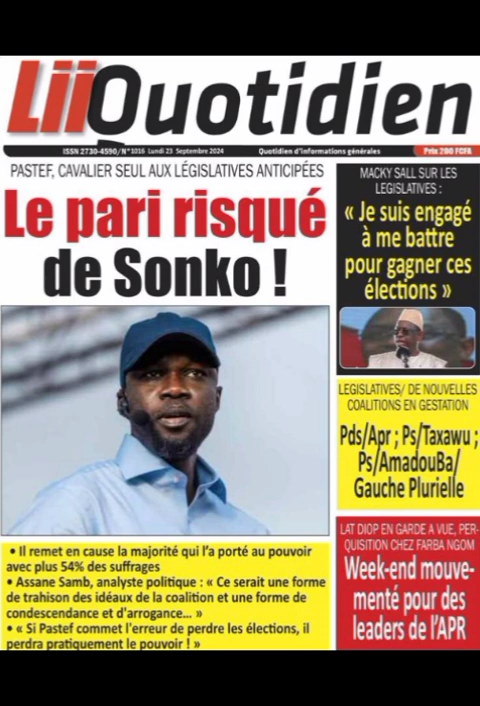 LiiQuotidien
ISSN 2730-4590/N°1016 Lundi 23 Septembre 2024
Quotidien d'informations générales
Prix 200 FCFA
PASTEF, CAVALIER SEUL AUX LÉGISLATIVES ANTICIPÉES
Le pari risqué
de Sonko !
• Il remet en cause la majorité qui l'a porté au pouvoir
avec plus 54% des suffrages
• Assane Samb, analyste politique : « Ce serait une forme
de trahison des idéaux de la coalition et une forme de
condescendance et d'arrogance... »
• « Si Pastef commet l'erreur de perdre les élections, il
perdra pratiquement le pouvoir ! »
MACKY SALL SUR LES
LEGISLATIVES :
« Je suis engagé
à me battre
pour gagner ces
élections »
LEGISLATIVES/ DE NOUVELLES
COALITIONS EN GESTATION
Pds/Apr ; Ps/Taxawu ;
Ps/AmadouBa/
Gauche Plurielle
LAT DIOP EN GARDE A VUE, PER-
QUISITION CHEZ FARBA NGOM
Week-end mouve-
menté pour des
leaders de l'APR